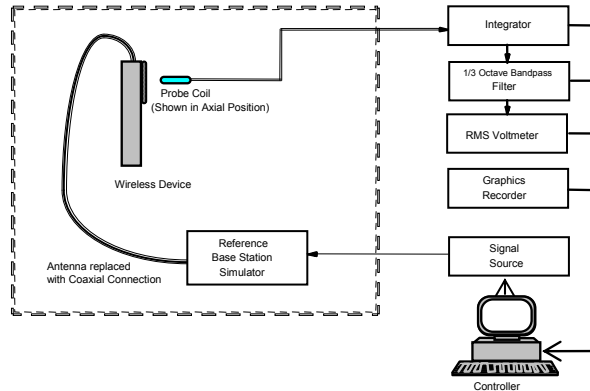 Integrator
1/3 Octave Bandpass
Filter
RMS Voltmeter
Graphics
Recorder
Probe Coil
(Shown in Axial Position)
Wireless Device
Reference
Base Station
Simulator
Signal
Source
Antenna replaced
with Coaxial Connection
Controller